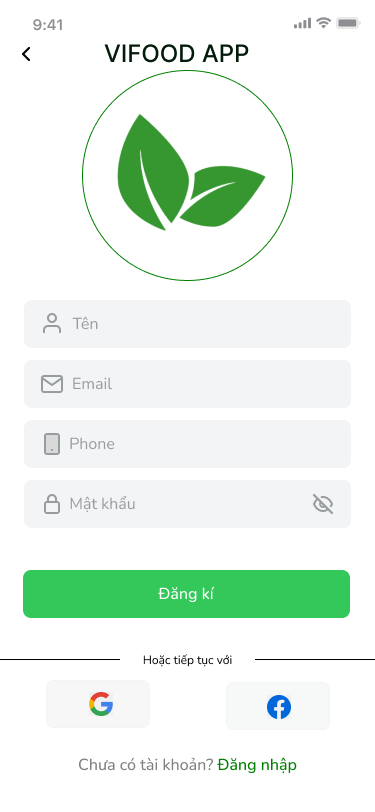 9:41
VIFOOD APP
Tên
Email
Phone
Mật khẩu
Đăng kí
Hoặc tiếp tục với
Chưa có tài khoản? Đăng nhập